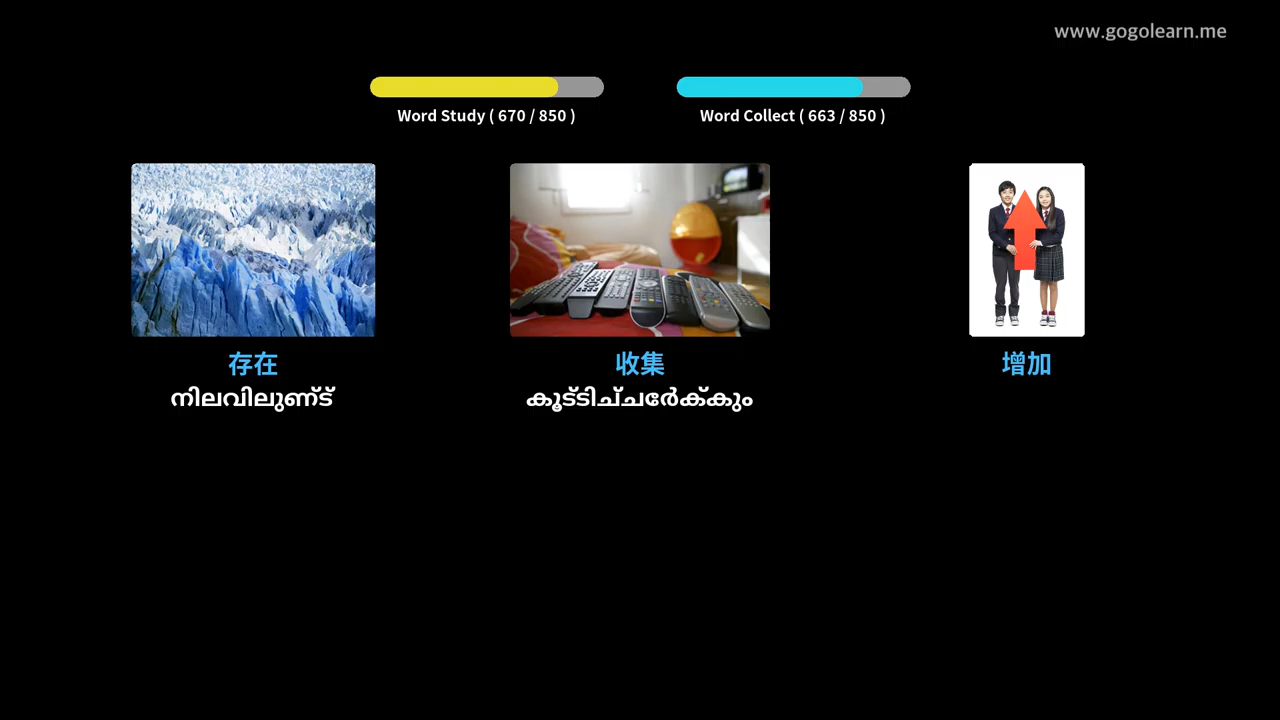 www.gogolearn.me
Word Study ( 670 / 850 )
Word Collect ( 663 / 850 )
存在
收集
增加
നിലവിലുണ്ട്
കൂട്ടിച്ചേർക്കും